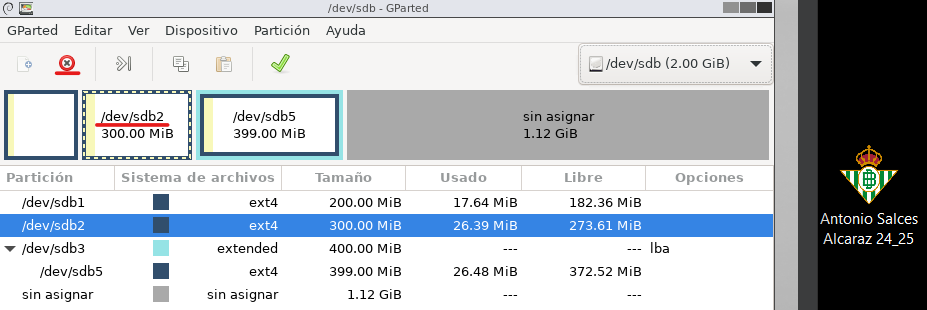 /dev/sdb - GParted
GParted Editar Ver Dispositivo Partición Ayuda
/dev/sdb (2.00 GiB)
/dev/sdb2
300.00 MiB
/dev/sdb5
399.00 MiB
sin asignar
1.12 GiB
Partición Sistema de archivos Tamaño Usado Libre Opciones
/dev/sdb1 ext4 200.00 MiB 17.64 MiB 182.36 MiB
/dev/sdb2 ext4 300.00 MiB 26.39 MiB 273.61 MiB
/dev/sdb3 extended 400.00 MiB --- --- lba
/dev/sdb5 ext4 399.00 MiB 26.48 MiB 372.52 MiB
sin asignar sin asignar 1.12 GiB --- ---
Antonio Salces
Alcaraz 24_25